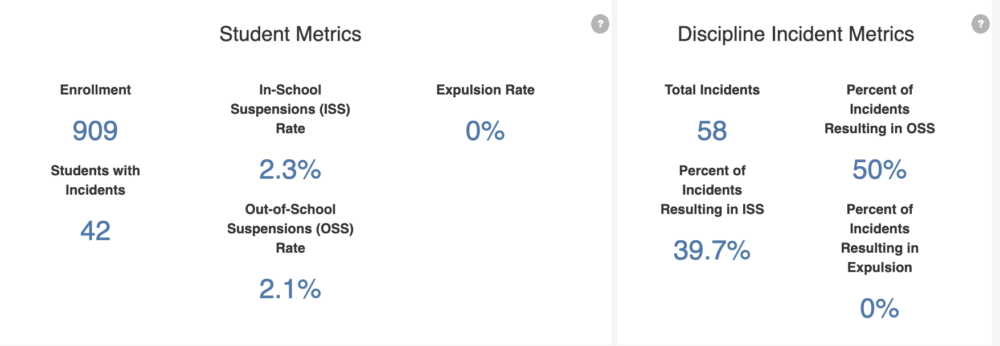 Student Metrics
?
Enrollment
909
Students with
Incidents
42
In-School
Suspensions (ISS)
Rate
2.3%
Out-of-School
Suspensions (OSS)
Rate
2.1%
Expulsion Rate
0%
Discipline Incident Metrics
?
Total Incidents
58
Percent of
Incidents
Resulting in ISS
39.7%
Percent of
Incidents
Resulting in OSS
50%
Percent of
Incidents
Resulting in
Expulsion
0%